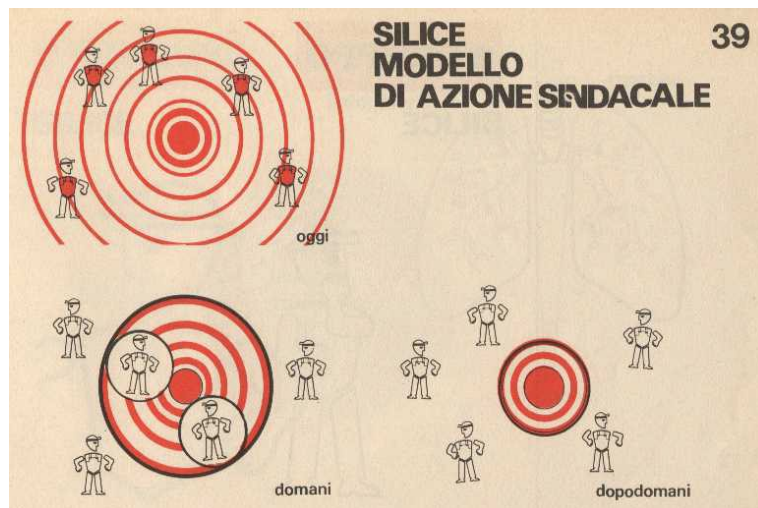 SILICE
MODELLO
DI AZIONE SINDACALE
39
oggi
domani
dopodomani